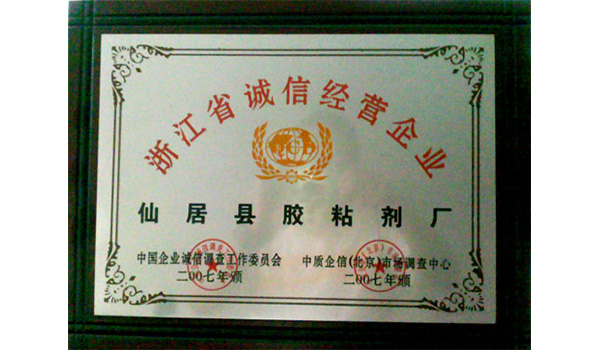 浙江省诚信经营企业
仙居县胶粘剂厂
中国企业诚信调查工作委员会 中质企信(北京)市场调查中心
二00七年颁 二00七年颁